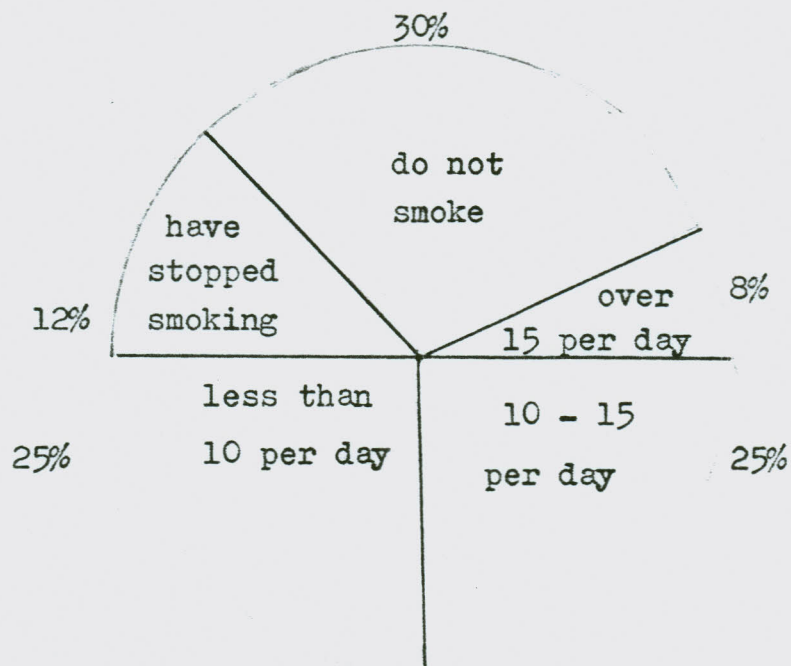 30%
do not
smoke
have
stopped
smoking
12%
over
15 per day
8%
less than
10 per day
25%
10 - 15
per day
25%